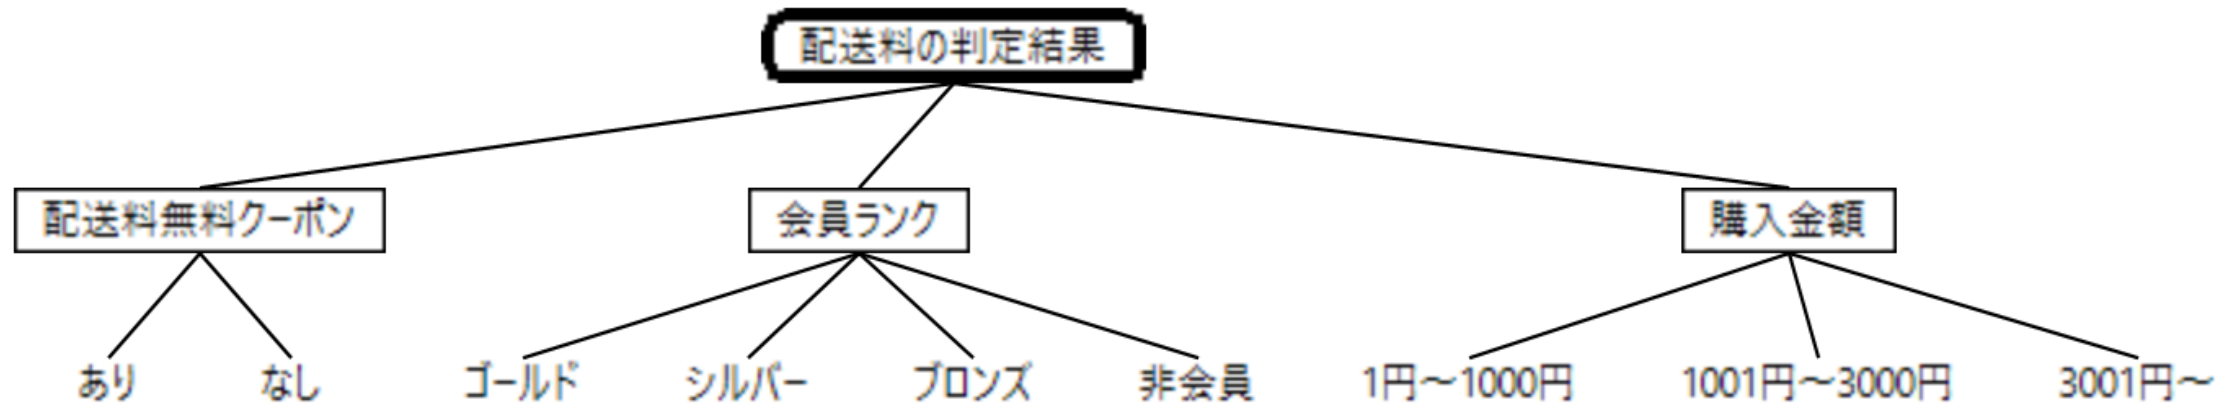 配送料の判定結果
配送料無料クーポン
会員ランク
購入金額
あり
なし
ゴールド
シルバー
ブロンズ
非会員
1円～1000円
1001円～3000円
3001円～